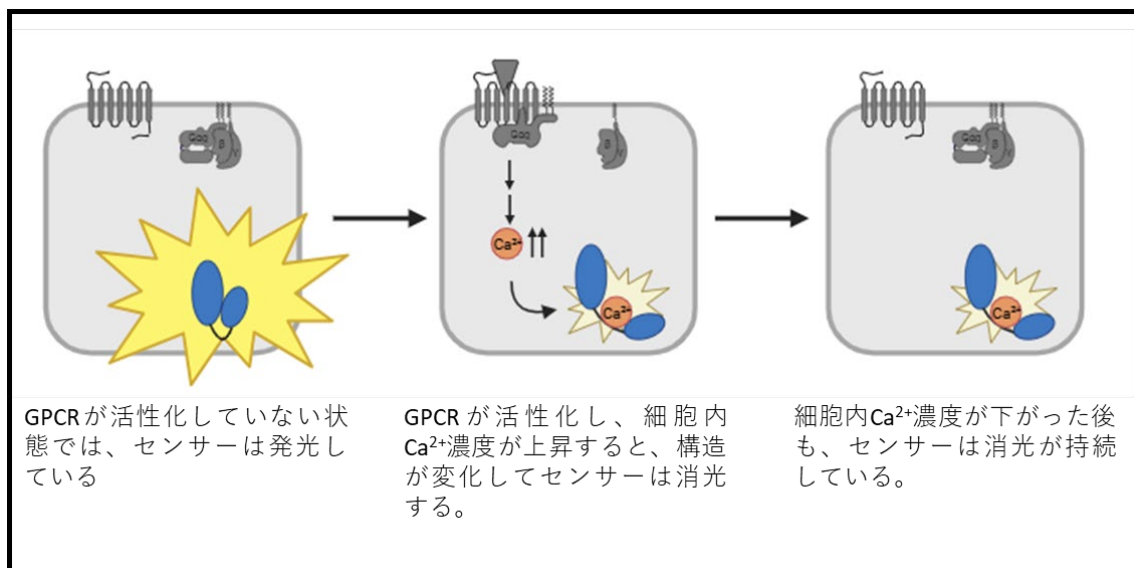 Gαq
β
γ
Gαq
β
γ
Gαq
β
γ
Ca²⁺
Ca²⁺
Ca²⁺
GPCRが活性化していない状
態では、センサーは発光し
ている
GPCRが活性化し、細胞内
Ca²⁺濃度が上昇すると、構造
が変化してセンサーは消光
する。
細胞内Ca²⁺濃度が下がった後
も、センサーは消光が持続
している。